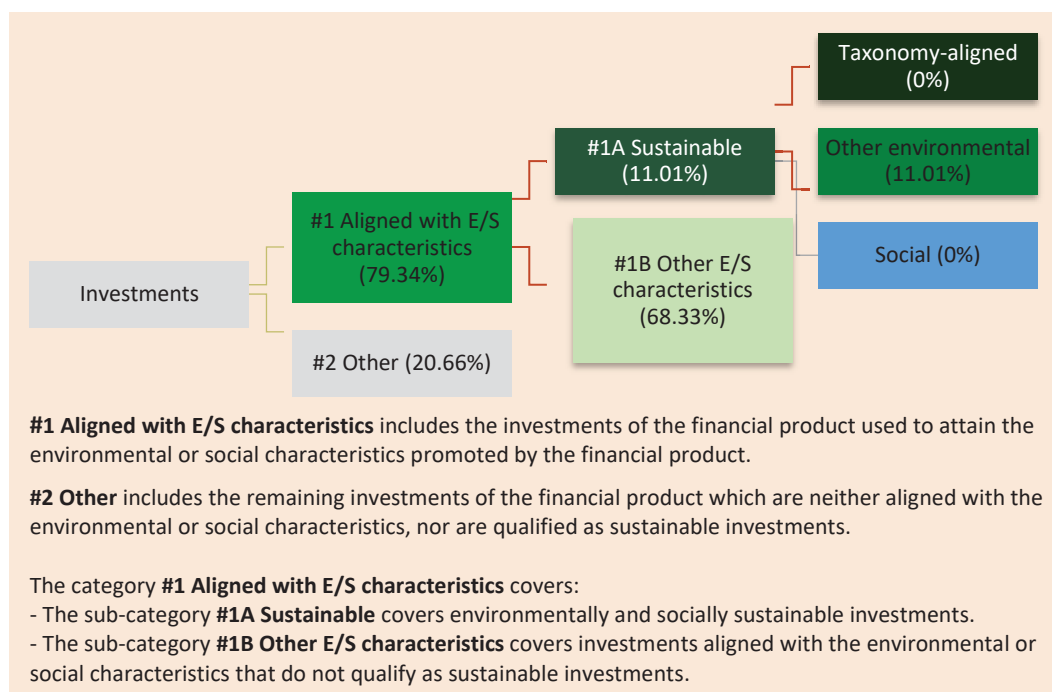 Taxonomy-aligned
(0%)
#1A Sustainable
(11.01%)
Other environmental
(11.01%)
#1 Aligned with E/S
characteristics
(79.34%)
#1B Other E/S
characteristics
(68.33%)
Social (0%)
Investments
#2 Other (20.66%)
#1 Aligned with E/S characteristics includes the investments of the financial product used to attain the
environmental or social characteristics promoted by the financial product.
#2 Other includes the remaining investments of the financial product which are neither aligned with the
environmental or social characteristics, nor are qualified as sustainable investments.
The category #1 Aligned with E/S characteristics covers:
- The sub-category #1A Sustainable covers environmentally and socially sustainable investments.
- The sub-category #1B Other E/S characteristics covers investments aligned with the environmental or
social characteristics that do not qualify as sustainable investments.